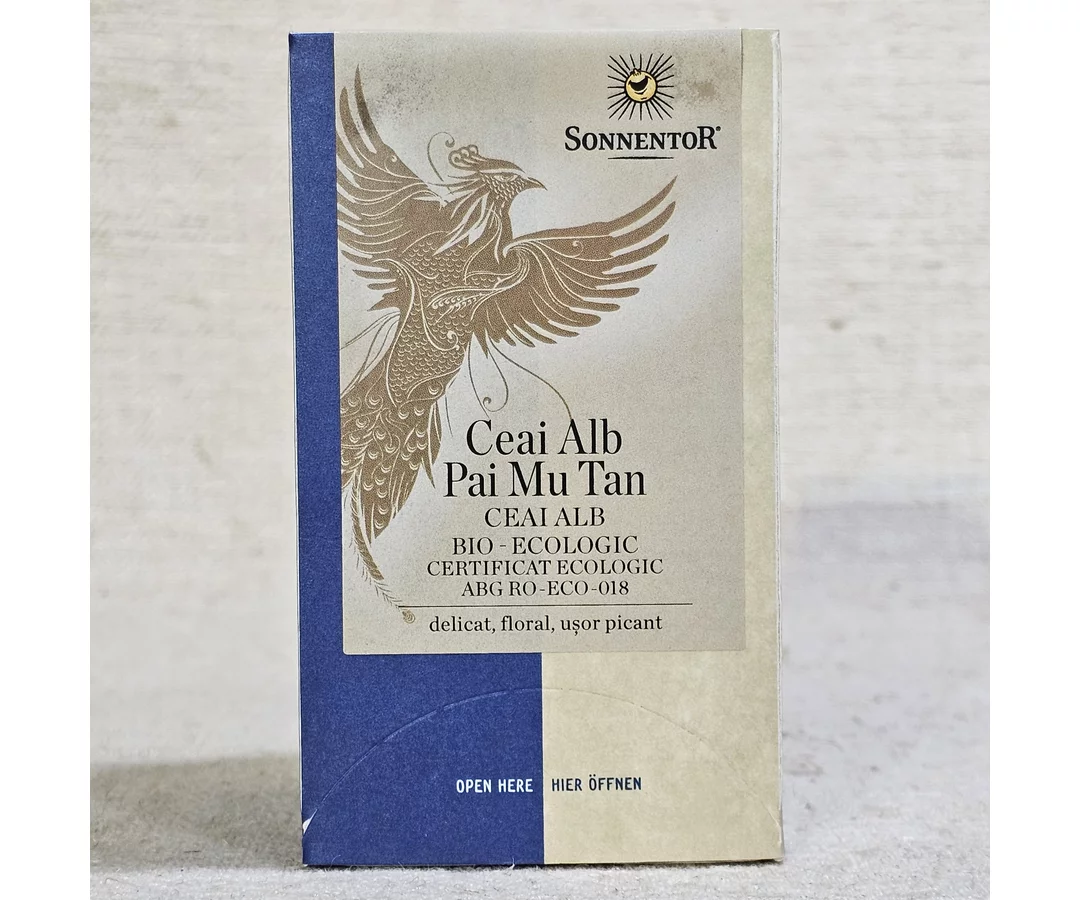 SONNENTOR®
Ceai Alb
Pai Mu Tan
CEAI ALB
BIO - ECOLOGIC
CERTIFICAT ECOLOGIC
ABG RO-ECO-018
delicat, floral, ușor picant
OPEN HERE HIER ÖFFNEN